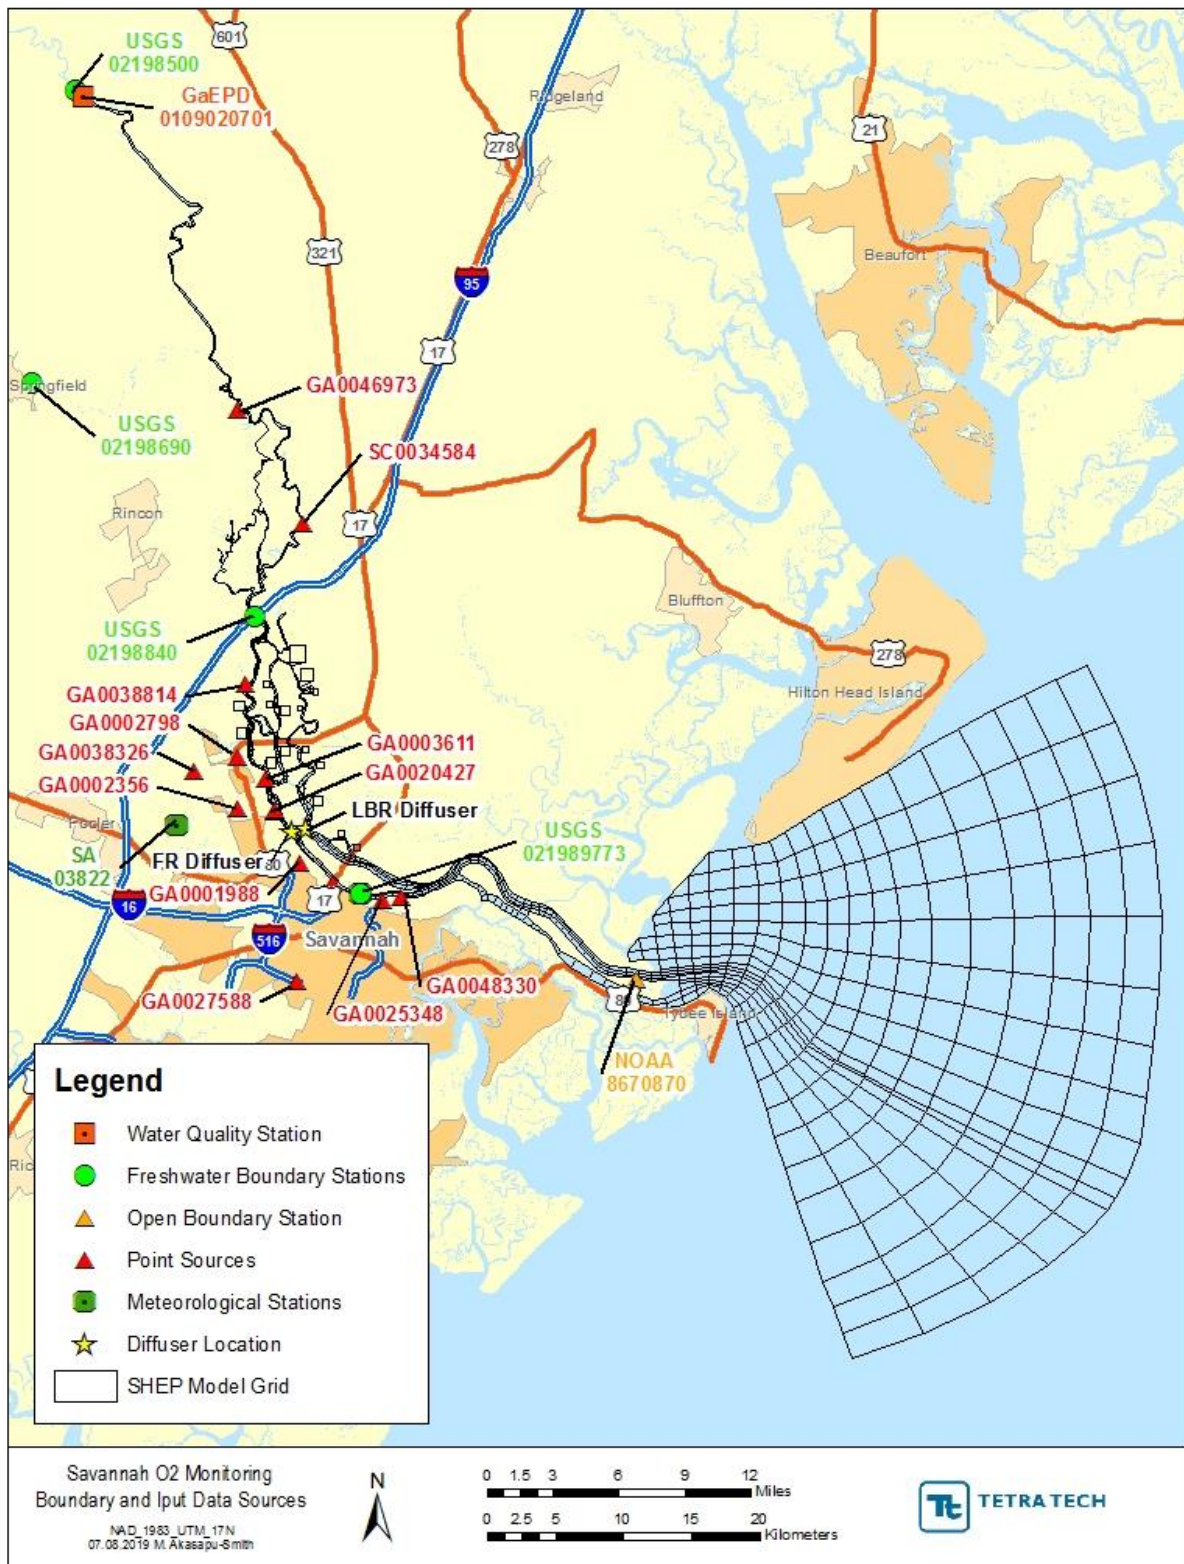 601
USGS
02198500
GaEPD
0109020701
Ridgeland
278
21
321
Beaufort
95
17
Springfield
GA0046973
USGS
02198690
SC0034584
Rincon
17
Bluffton
USGS
02198840
278
GA0038814
Hilton Head Island
GA0002798
GA0038326
GA0003611
GA0002356
GA0020427
LBR Diffuser
Pooler
USGS
021989773
SA
03822
FR Diffuser
80
GA0001988
16
17
516
Savannah
GA0027588
GA0048330
GA0025348
80
Tybee Island
NOAA
8670870
Legend
Water Quality Station
Freshwater Boundary Stations
Open Boundary Station
Point Sources
Meteorological Stations
Diffuser Location
SHEP Model Grid
Ric
Savannah O2 Monitoring
Boundary and Iput Data Sources
NAD_1983_UTM_17N
07.08.2019 M. Akasapu-Smith
N
0 1.5 3 6 9 12
Miles
0 2.5 5 10 15 20
Kilometers
Tt TETRA TECH